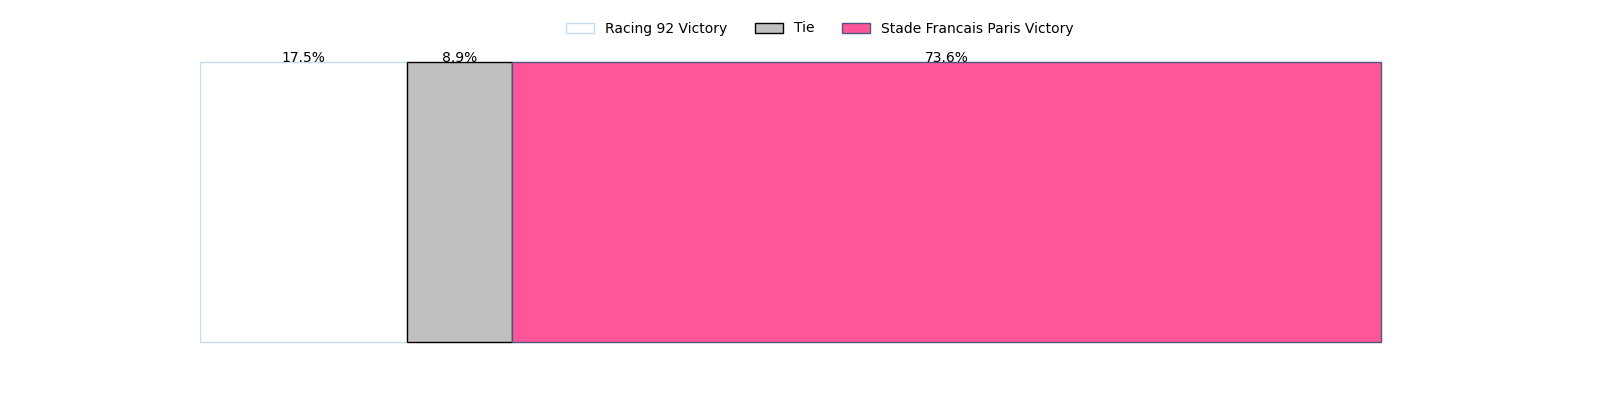 Racing 92 Victory Tie Stade Francais Paris Victory
17.5% 8.9% 73.6%